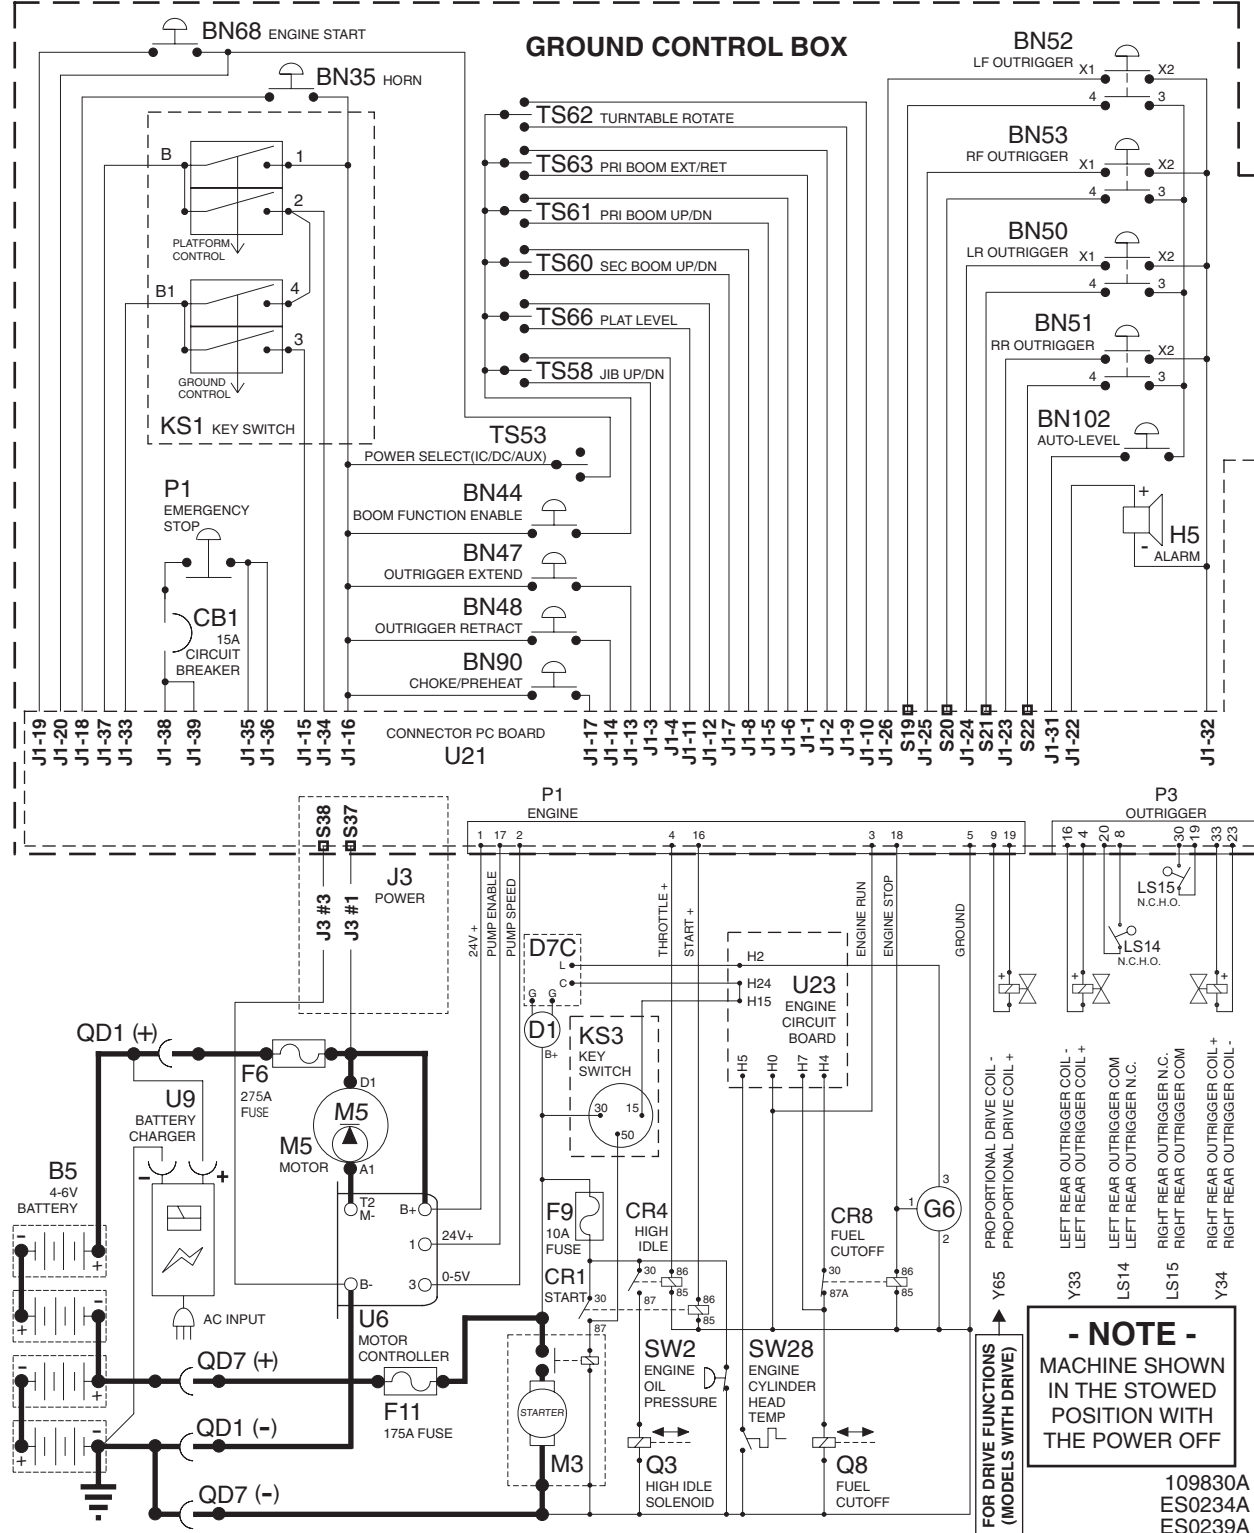 GROUND CONTROL BOX
BN68 ENGINE START
BN35 HORN
B
1
2
PLATFORM
CONTROL
B1
4
3
GROUND
CONTROL
KS1 KEY SWITCH
P1
EMERGENCY
STOP
CB1
15A
CIRCUIT
BREAKER
TS62 TURNTABLE ROTATE
TS63 PRI BOOM EXT/RET
TS61 PRI BOOM UP/DN
TS60 SEC BOOM UP/DN
TS66 PLAT LEVEL
TS58 JIB UP/DN
TS53
POWER SELECT(IC/DC/AUX)
BN44
BOOM FUNCTION ENABLE
BN47
OUTRIGGER EXTEND
BN48
OUTRIGGER RETRACT
BN90
CHOKE/PREHEAT
BN52
LF OUTRIGGER
X1 X2
4 3
BN53
RF OUTRIGGER
X1 X2
4 3
BN50
LR OUTRIGGER
X1 X2
4 3
BN51
RR OUTRIGGER
X2
4 3
BN102
AUTO-LEVEL
+
-
H5
ALARM
J1-19
J1-20
J1-18
J1-37
J1-33
J1-38
J1-39
J1-35
J1-36
J1-15
J1-34
J1-16
CONNECTOR PC BOARD
U21
J1-17
J1-14
J1-13
J1-3
J1-4
J1-11
J1-12
J1-7
J1-8
J1-5
J1-6
J1-1
J1-2
J1-9
J1-10
J1-26
S19
J1-25
S20
J1-24
S21
J1-23
S22
J1-31
J1-22
J1-32
S38
S37
J3 #3
J3 #1
J3
POWER
P1
ENGINE
1 17 2 4 16 3 18 5 9 19
24V +
PUMP ENABLE
PUMP SPEED
THROTTLE +
START +
ENGINE RUN
ENGINE STOP
GROUND
P3
OUTRIGGER
16 4 20 8 30 19 33 23
LS15
N.C.H.O.
LS14
N.C.H.O.
+ + +
D7C
L
C
G G
D1
B+
H2
H24
H15
U23
ENGINE
CIRCUIT
BOARD
H5 H0 H7 H4
KS3
KEY
SWITCH
30 15
50
QD1 (+)
F6
275A
FUSE
U9
BATTERY
CHARGER
- +
AC INPUT
D1
M5
M5
MOTOR
A1
B5
4-6V
BATTERY
-
+
-
+
-
+
-
+
T2
M-
B+
1 24V+
B-
3 0-5V
U6
MOTOR
CONTROLLER
QD7 (+)
F11
175A FUSE
QD1 (-)
QD7 (-)
F9
10A
FUSE
CR1
START
30
87
CR4
HIGH
IDLE
30
87
86
85
86
85
CR8
FUEL
CUTOFF
30
87A
86
85
3
1 G6
2
STARTER
M3
SW2
ENGINE
OIL
PRESSURE
SW28
ENGINE
CYLINDER
HEAD
TEMP
Q3
HIGH IDLE
SOLENOID
Q8
FUEL
CUTOFF
PROPORTIONAL DRIVE COIL -
PROPORTIONAL DRIVE COIL +
LEFT REAR OUTRIGGER COIL -
LEFT REAR OUTRIGGER COIL +
LEFT REAR OUTRIGGER COM
LEFT REAR OUTRIGGER N.C.
RIGHT REAR OUTRIGGER N.C.
RIGHT REAR OUTRIGGER COM
RIGHT REAR OUTRIGGER COIL +
RIGHT REAR OUTRIGGER COIL -
Y65
Y33
LS14
LS15
Y34
FOR DRIVE FUNCTIONS
(MODELS WITH DRIVE)
- NOTE -
MACHINE SHOWN
IN THE STOWED
POSITION WITH
THE POWER OFF
109830A
ES0234A
ES0239A